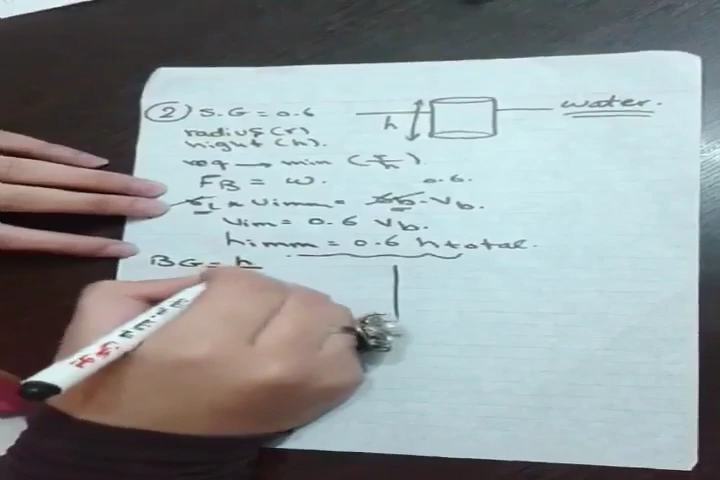 ② S.G = 0.6
water.
h
radius (r)
hight (h).
req → min (r/h).
FB = w. 0.6.
γL * Vimm = γb * Vb.
Vim = 0.6 Vb.
himm = 0.6 htotal.
BG = h